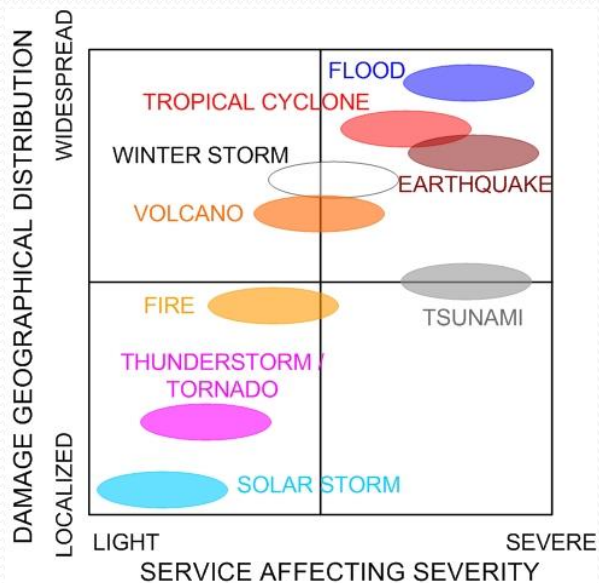 DAMAGE GEOGRAPHICAL DISTRIBUTION
WIDESPREAD
LOCALIZED
FLOOD
TROPICAL CYCLONE
WINTER STORM
EARTHQUAKE
VOLCANO
FIRE
TSUNAMI
THUNDERSTORM /
TORNADO
SOLAR STORM
LIGHT
SEVERE
SERVICE AFFECTING SEVERITY